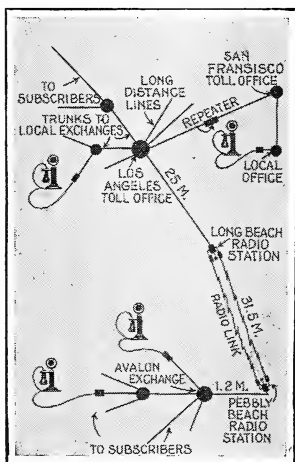 SAN
FRANSISCO
TOLL OFFICE
LONG
DISTANCE
LINES
TO
SUBSCRIBERS
REPEATER
TRUNKS TO
LOCAL EXCHANGES
LOCAL
OFFICE
LOS
ANGELES
TOLL OFFICE
25 M.
LONG BEACH
RADIO
STATION
RADIO LINK
31.5 M.
AVALON
EXCHANGE
1.2 M.
PEBBLY
BEACH
RADIO
STATION
TO SUBSCRIBERS